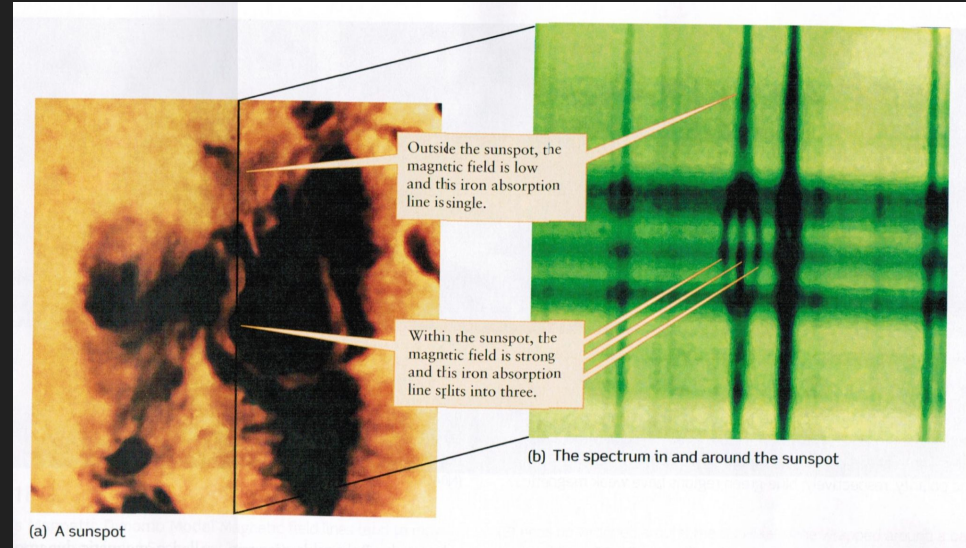 Outside the sunspot, the
magnetic field is low
and this iron absorption
line is single.
Within the sunspot, the
magnetic field is strong
and this iron absorption
line splits into three.
(b) The spectrum in and around the sunspot
(a) A sunspot